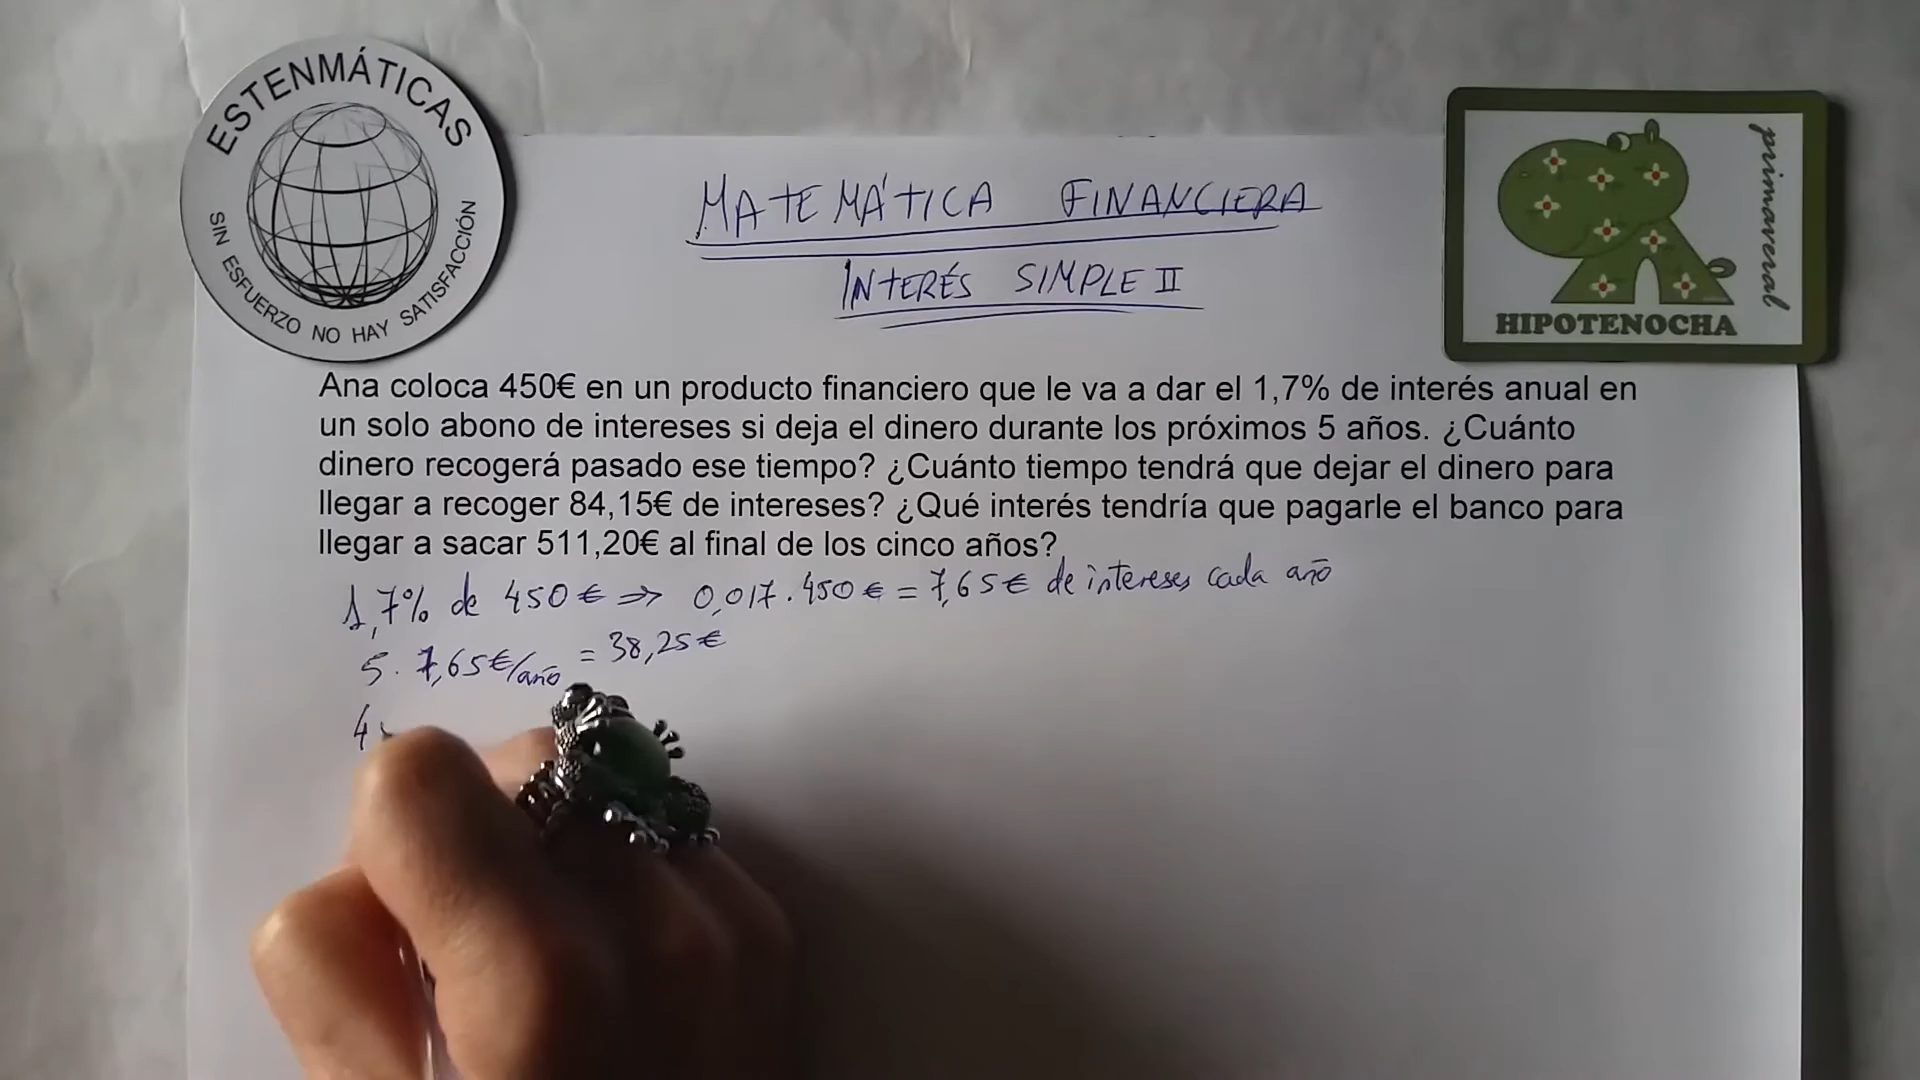 ESTENMÁTICAS
SIN ESFUERZO NO HAY SATISFACCIÓN
MATEMÁTICA FINANCIERA
INTERÉS SIMPLE II
primaveral
HIPOTENOCHA
Ana coloca 450€ en un producto financiero que le va a dar el 1,7% de interés anual en
un solo abono de intereses si deja el dinero durante los próximos 5 años. ¿Cuánto
dinero recogerá pasado ese tiempo? ¿Cuánto tiempo tendrá que dejar el dinero para
llegar a recoger 84,15€ de intereses? ¿Qué interés tendría que pagarle el banco para
llegar a sacar 511,20€ al final de los cinco años?
1,7% de 450€ ⇒ 0,017.450€ = 7,65€ de intereses cada año
5. 7,65€/año = 38,25€
4